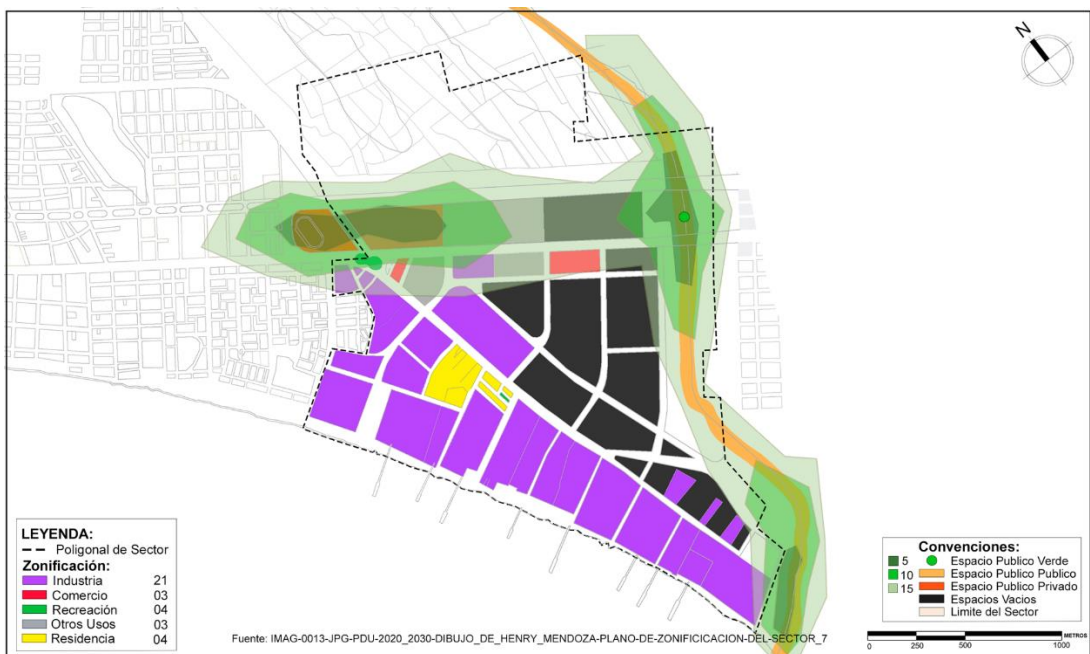 N
LEYENDA:
Poligonal de Sector
Zonificación:
Industria 21
Comercio 03
Recreación 04
Otros Usos 03
Residencia 04
Fuente: IMAG-0013-JPG-PDU-2020_2030-DIBUJO_DE_HENRY_MENDOZA-PLANO-DE-ZONIFICICACION-DEL-SECTOR_7
Convenciones:
5 Espacio Publico Verde
10 Espacio Publico Publico
15 Espacio Publico Privado
Espacios Vacios
Limite del Sector
0 250 500 1000 METROS